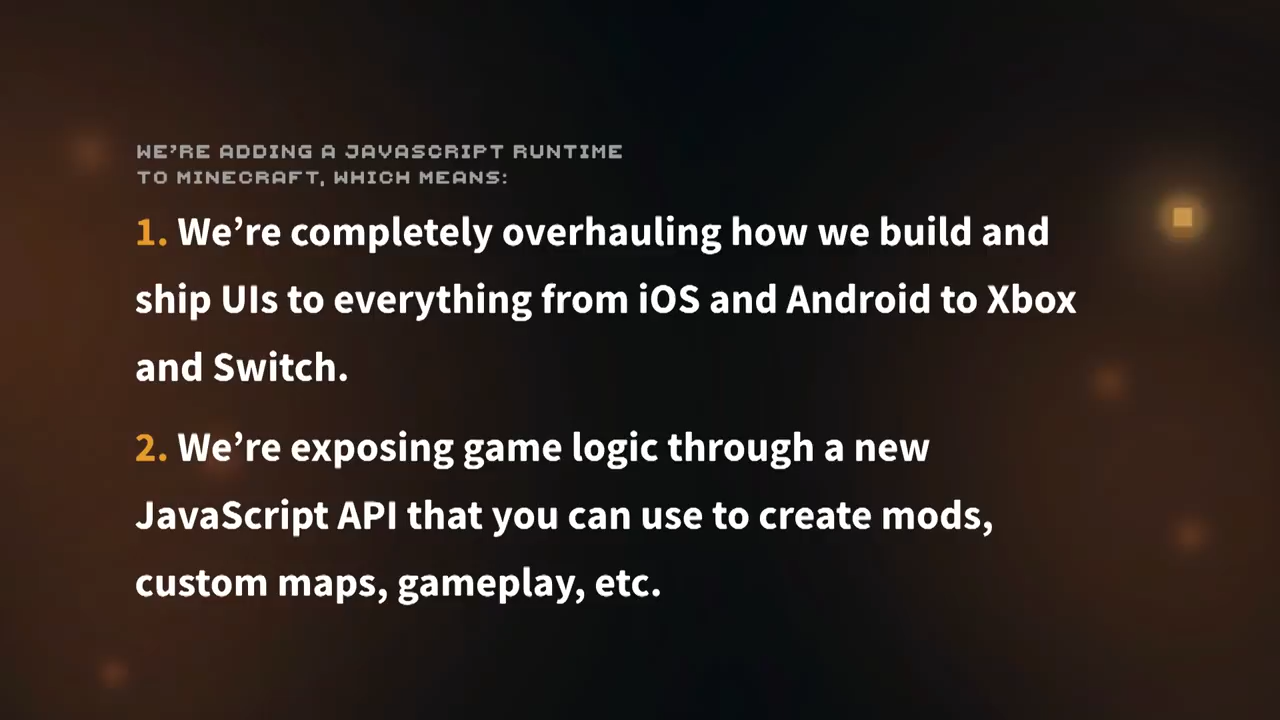 WE’RE ADDING A JAVASCRIPT RUNTIME
TO MINECRAFT, WHICH MEANS:
1. We’re completely overhauling how we build and
ship UIs to everything from iOS and Android to Xbox
and Switch.
2. We’re exposing game logic through a new
JavaScript API that you can use to create mods,
custom maps, gameplay, etc.